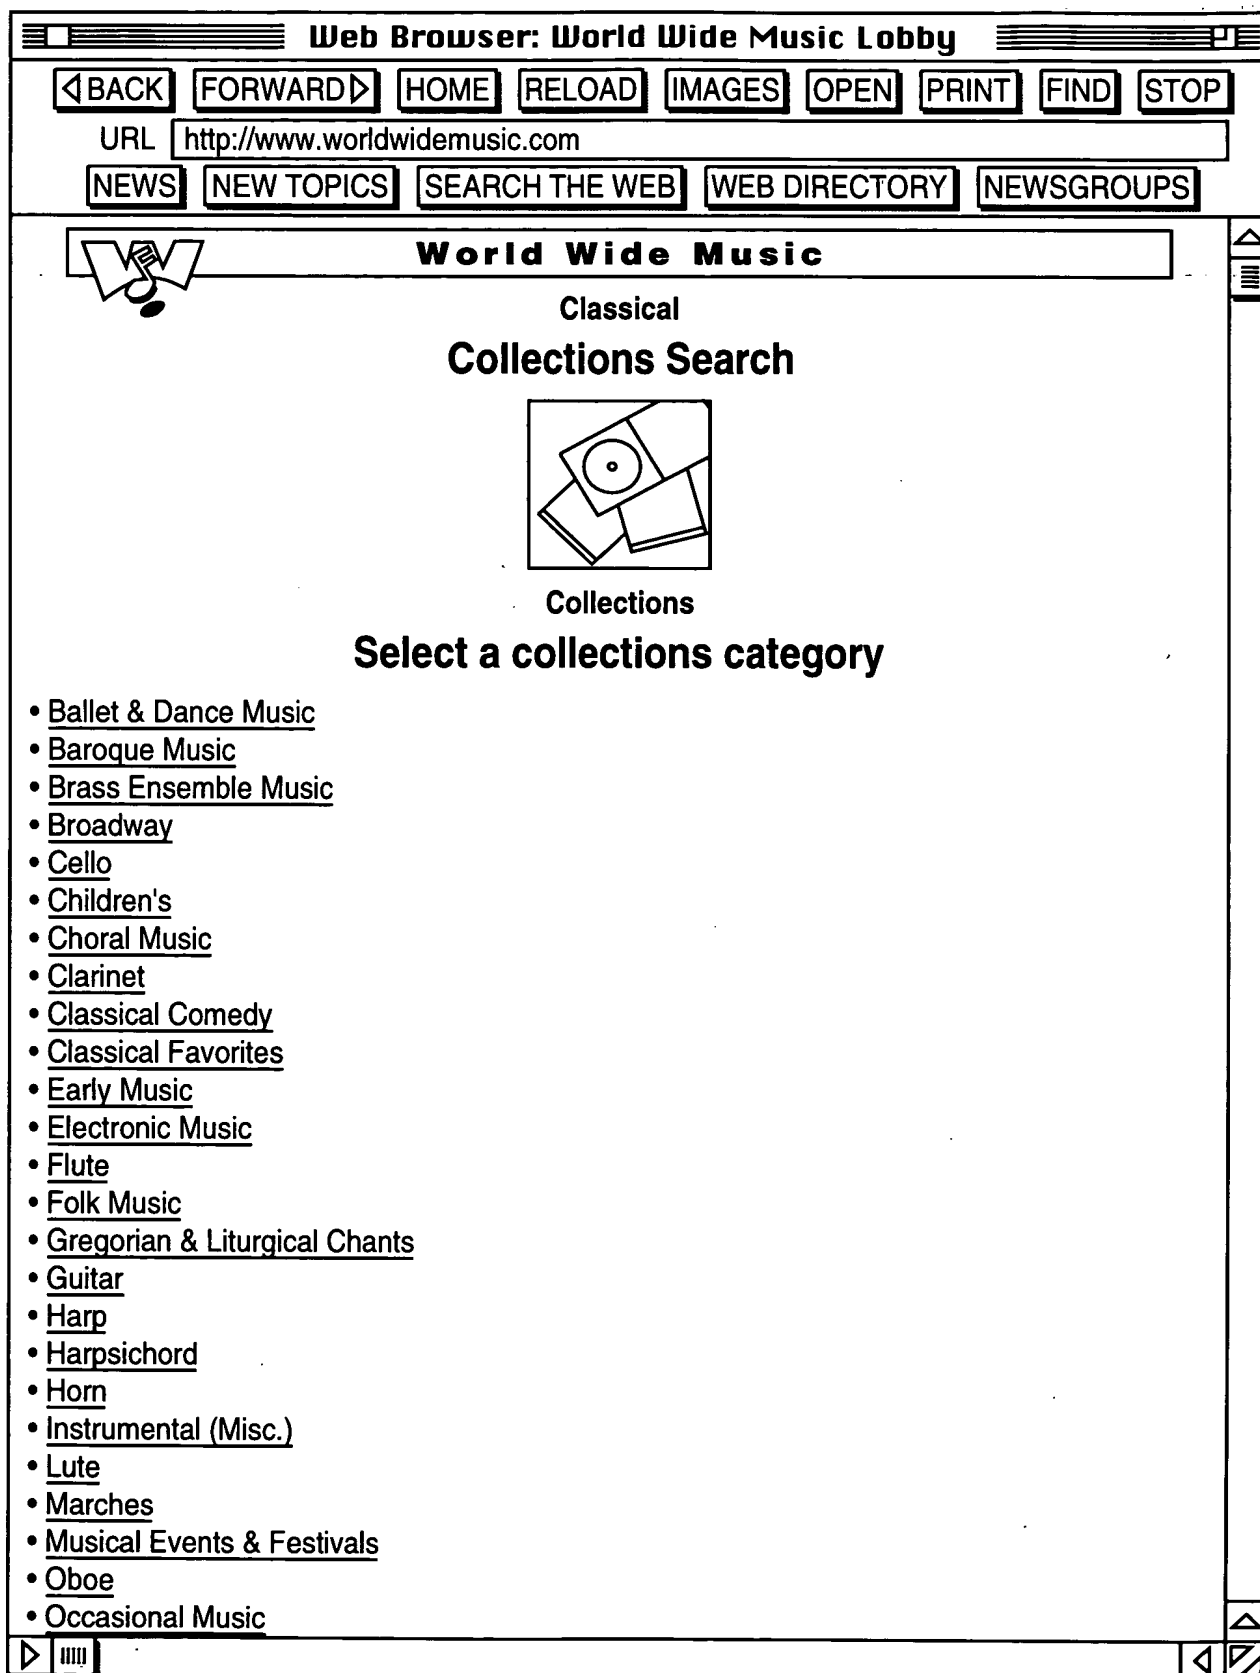 Web Browser: World Wide Music Lobby
BACK FORWARD HOME RELOAD IMAGES OPEN PRINT FIND STOP
URL http://www.worldwidemusic.com
NEWS NEW TOPICS SEARCH THE WEB WEB DIRECTORY NEWSGROUPS
World Wide Music
Classical
Collections Search
Collections
Select a collections category
• Ballet & Dance Music
• Baroque Music
• Brass Ensemble Music
• Broadway
• Cello
• Children's
• Choral Music
• Clarinet
• Classical Comedy
• Classical Favorites
• Early Music
• Electronic Music
• Flute
• Folk Music
• Gregorian & Liturgical Chants
• Guitar
• Harp
• Harpsichord
• Horn
• Instrumental (Misc.)
• Lute
• Marches
• Musical Events & Festivals
• Oboe
• Occasional Music